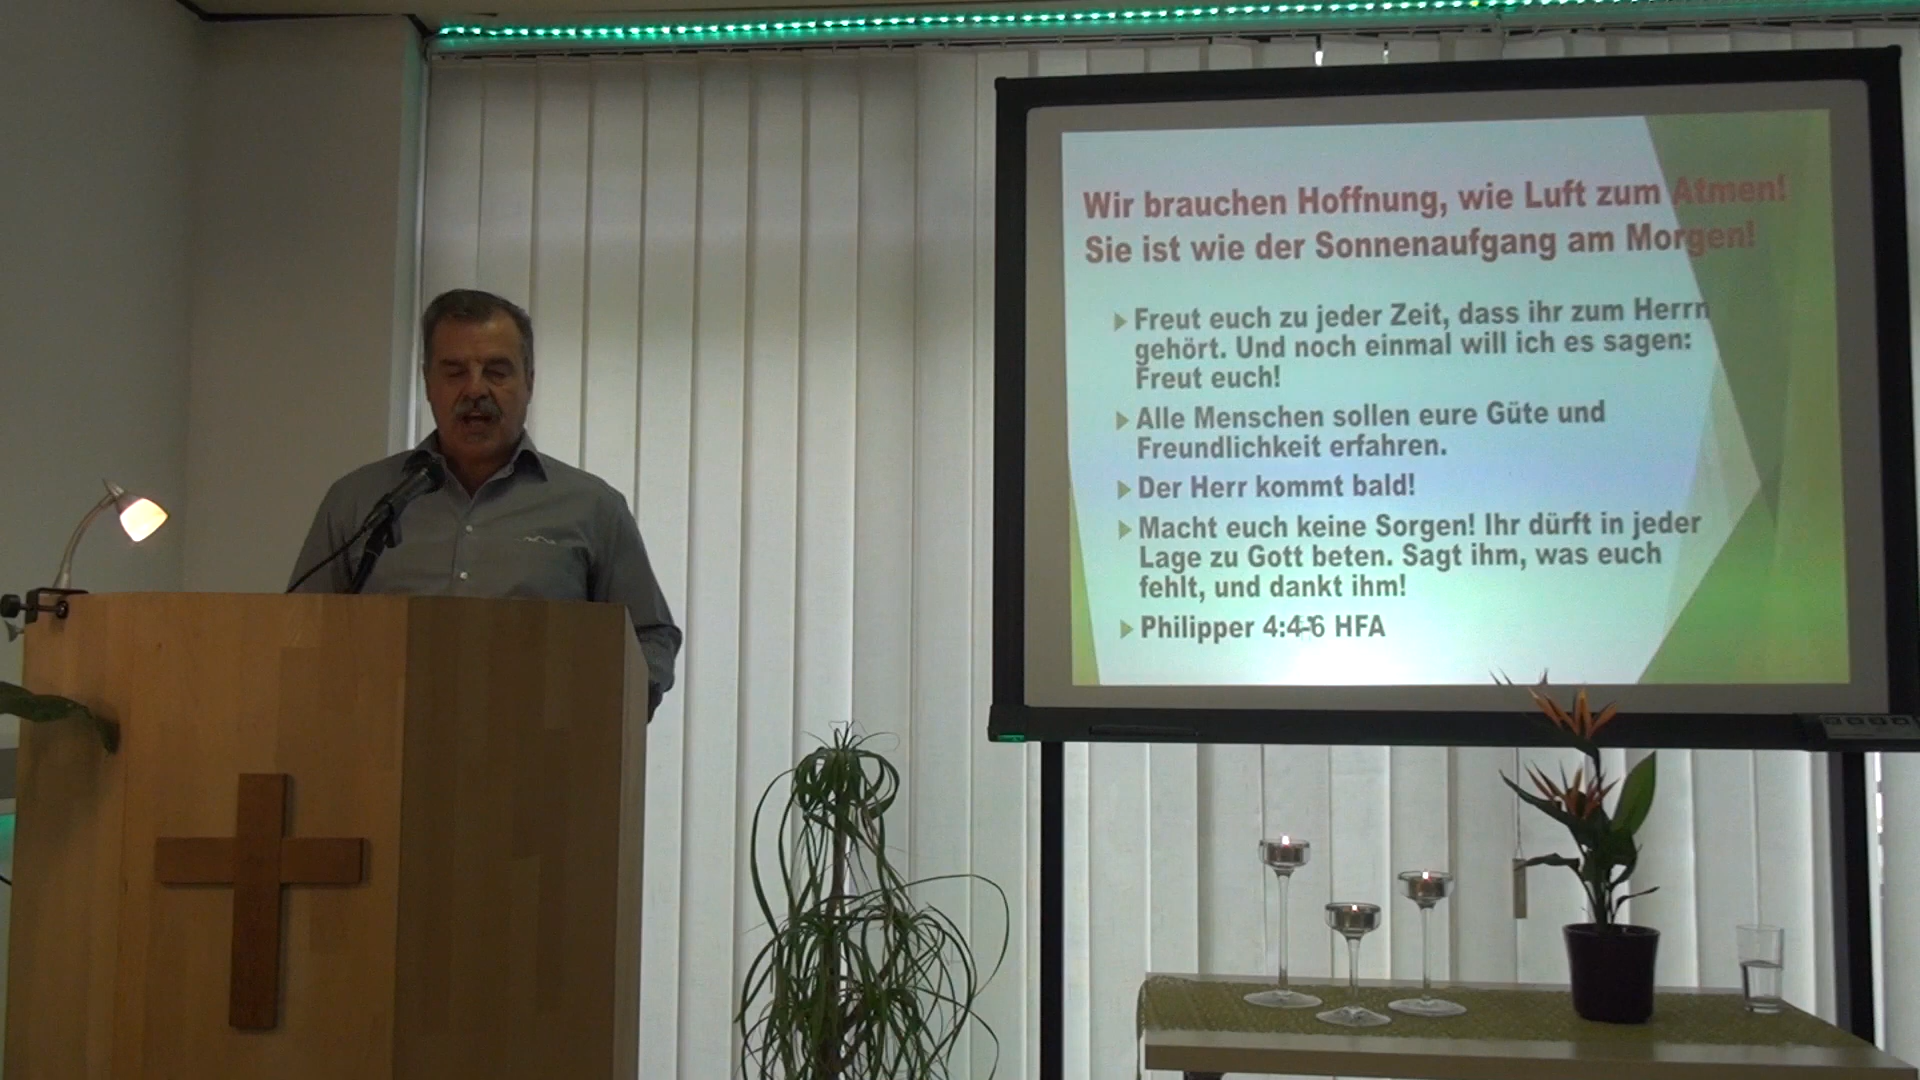 Wir brauchen Hoffnung, wie Luft zum Atmen!
Sie ist wie der Sonnenaufgang am Morgen!
Freut euch zu jeder Zeit, dass ihr zum Herrn
gehört. Und noch einmal will ich es sagen:
Freut euch!
Alle Menschen sollen eure Güte und
Freundlichkeit erfahren.
Der Herr kommt bald!
Macht euch keine Sorgen! Ihr dürft in jeder
Lage zu Gott beten. Sagt ihm, was euch
fehlt, und dankt ihm!
Philipper 4:4-6 HFA